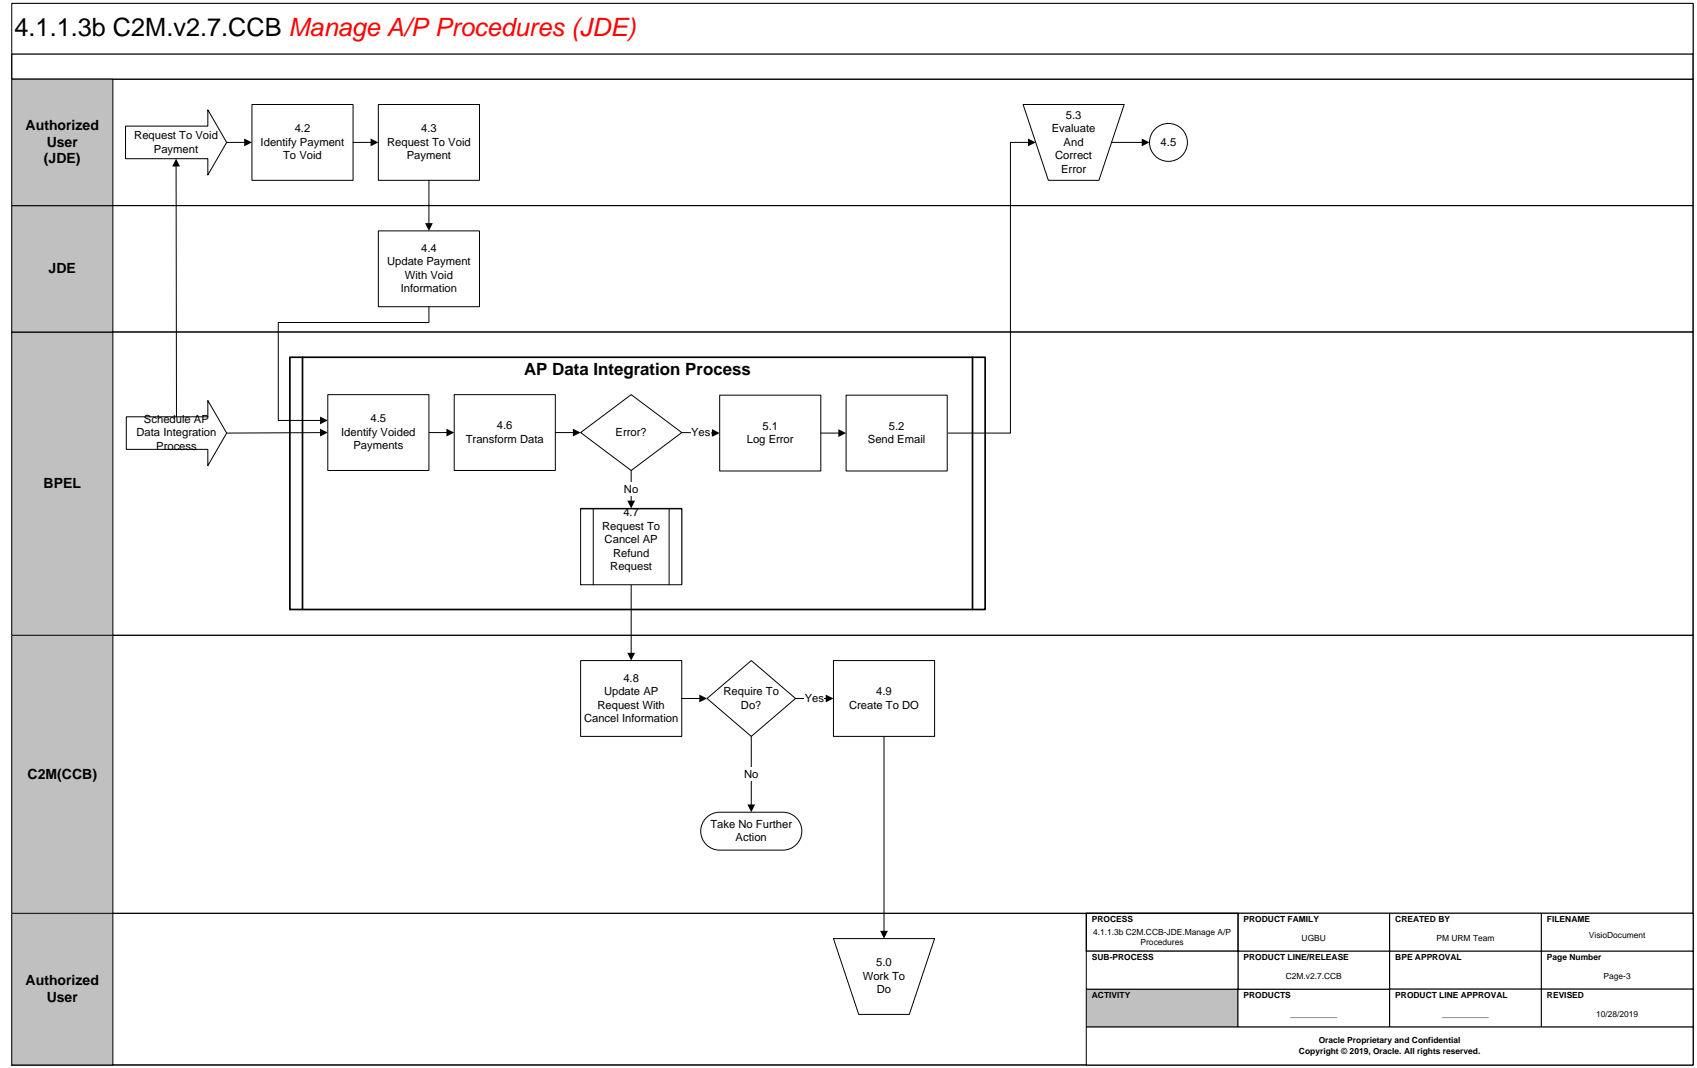 4.1.1.3b C2M.v2.7.CCB Manage A/P Procedures (JDE)
Authorized
User
(JDE)
Request To Void
Payment
4.2
Identify Payment
To Void
4.3
Request To Void
Payment
5.3
Evaluate
And
Correct
Error
4.5
JDE
4.4
Update Payment
With Void
Information
BPEL
AP Data Integration Process
Schedule AP
Data Integration
Process
4.5
Identify Voided
Payments
4.6
Transform Data
Error?
Yes
5.1
Log Error
5.2
Send Email
No
4.7
Request To
Cancel AP
Refund
Request
C2M(CCB)
4.8
Update AP
Request With
Cancel Information
Require To
Do?
Yes
4.9
Create To DO
No
Take No Further
Action
Authorized
User
5.0
Work To
Do
PROCESS
4.1.1.3b C2M.CCB-JDE.Manage A/P
Procedures
PRODUCT FAMILY
UGBU
CREATED BY
PM URM Team
FILENAME
VisioDocument
SUB-PROCESS
PRODUCT LINE/RELEASE
C2M.v2.7.CCB
BPE APPROVAL
Page Number
Page-3
ACTIVITY
PRODUCTS
PRODUCT LINE APPROVAL
REVISED
10/28/2019
Oracle Proprietary and Confidential
Copyright © 2019, Oracle. All rights reserved.